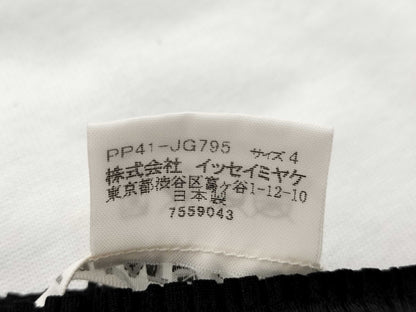 PP41-JG795 サイズ 4
株式会社 イッセイミヤケ
東京都渋谷区富ヶ谷1-12-10
日本製
7559043